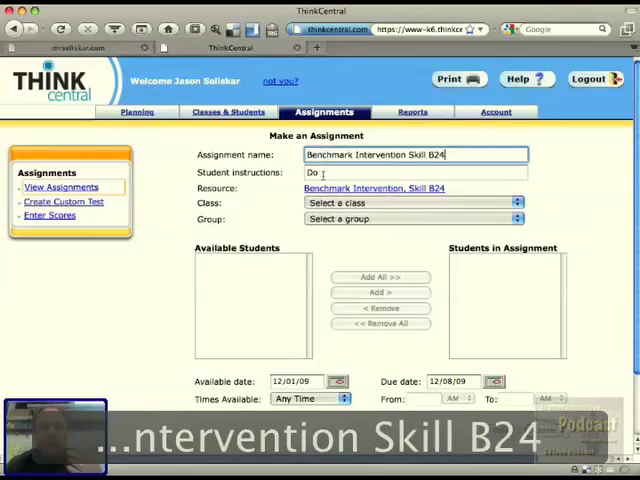 ThinkCentral
thinkcentral.com https://www-k6.thinkce Google
mrseliskar.com ThinkCentral
THINK central
Welcome Jason Seliskar not you? Print Help ? Logout
Planning Classes & Students Assignments Reports Account
Make an Assignment
Assignments
View Assignments
Create Custom Test
Enter Scores
Assignment name: Benchmark Intervention Skill B24
Student instructions: Do
Resource: Benchmark Intervention, Skill B24
Class: Select a class
Group: Select a group
Available Students Students in Assignment
Add All >>
Add >
< Remove
<< Remove All
Available date: 12/01/09 Due date: 12/08/09
Times Available: Any Time From: AM To: AM
Podcast
...ntervention Skill B24